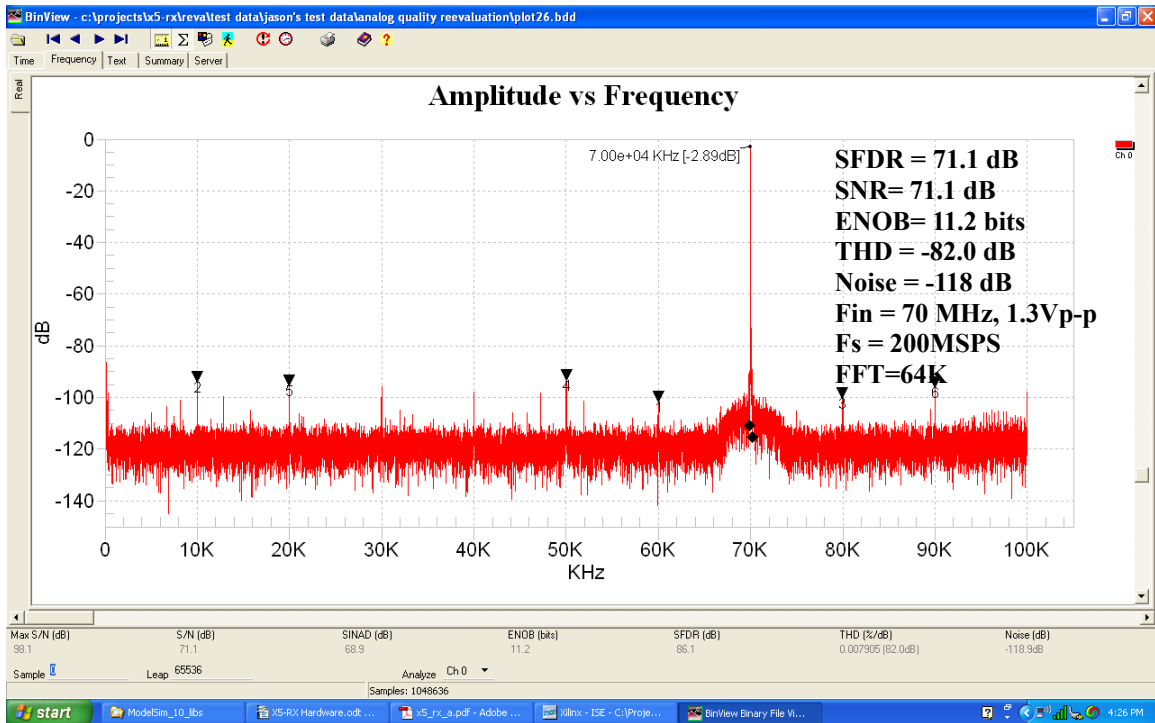 BinView - c:\projects\x5-rx\reva\test data\jason's test data\analog quality reevaluation\plot26.bdd
Time Frequency Text Summary Server
Real
Amplitude vs Frequency
7.00e+04 KHz [-2.89dB]
Ch 0
SFDR = 71.1 dB
SNR= 71.1 dB
ENOB= 11.2 bits
THD = -82.0 dB
Noise = -118 dB
Fin = 70 MHz, 1.3Vp-p
Fs = 200MSPS
FFT=64K
dB
0
-20
-40
-60
-80
-100
-120
-140
2 5 4 3 6
0 10K 20K 30K 40K 50K 60K 70K 80K 90K 100K
KHz
Max S/N (dB) S/N (dB) SINAD (dB) ENOB (bits) SFDR (dB) THD (%/dB) Noise (dB)
98.1 71.1 68.9 11.2 86.1 0.007905 (82.0dB) -118.9dB
Sample 0 Leap 65536 Analyze Ch 0
Samples: 1048636
start ModelSim_10_libs X5-RX Hardware.odt ... x5_rx_a.pdf - Adobe ... Xilinx - ISE - C:\Proje... BinView Binary File Vi... 4:26 PM